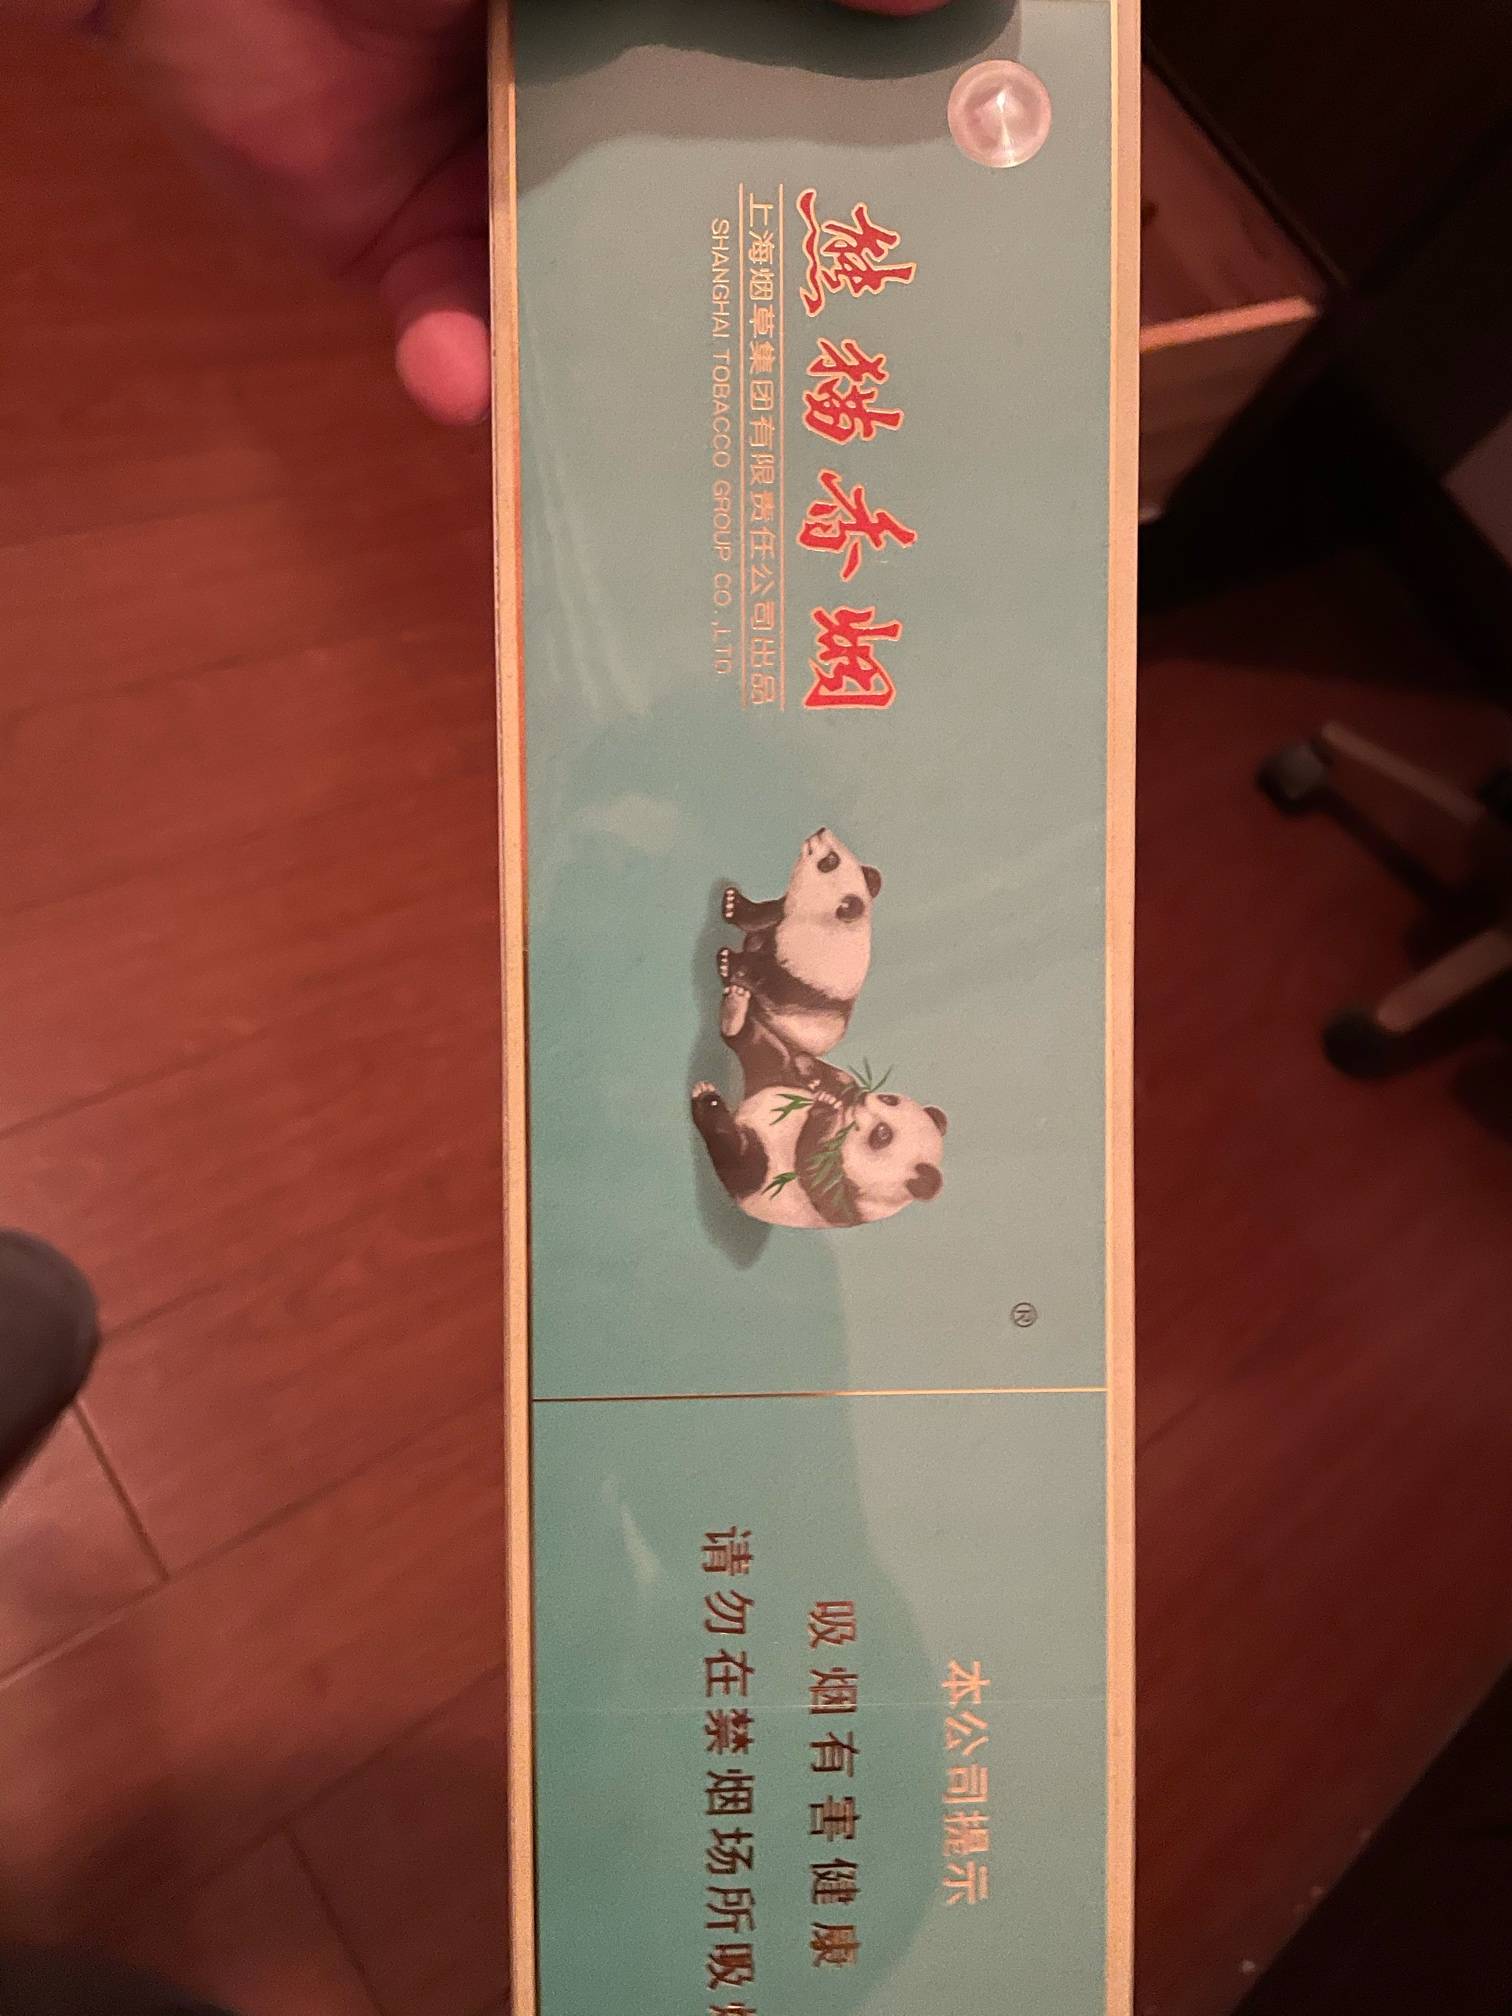 熊猫香烟
上海烟草集团有限责任公司出品
SHANGHAI TOBACCO GROUP CO.,LTD
®
本公司提示
吸烟有害健康
请勿在禁烟场所吸